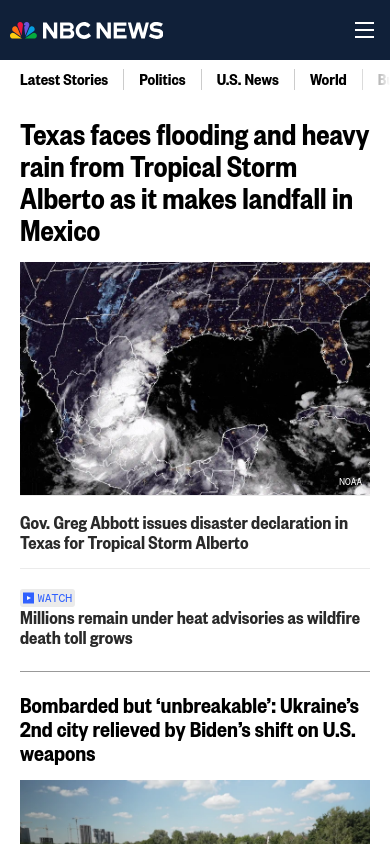 NBC NEWS
Latest Stories
Politics
U.S. News
World
Texas faces flooding and heavy
rain from Tropical Storm
Alberto as it makes landfall in
Mexico
NOAA
Gov. Greg Abbott issues disaster declaration in
Texas for Tropical Storm Alberto
WATCH
Millions remain under heat advisories as wildfire
death toll grows
Bombarded but ‘unbreakable’: Ukraine’s
2nd city relieved by Biden’s shift on U.S.
weapons